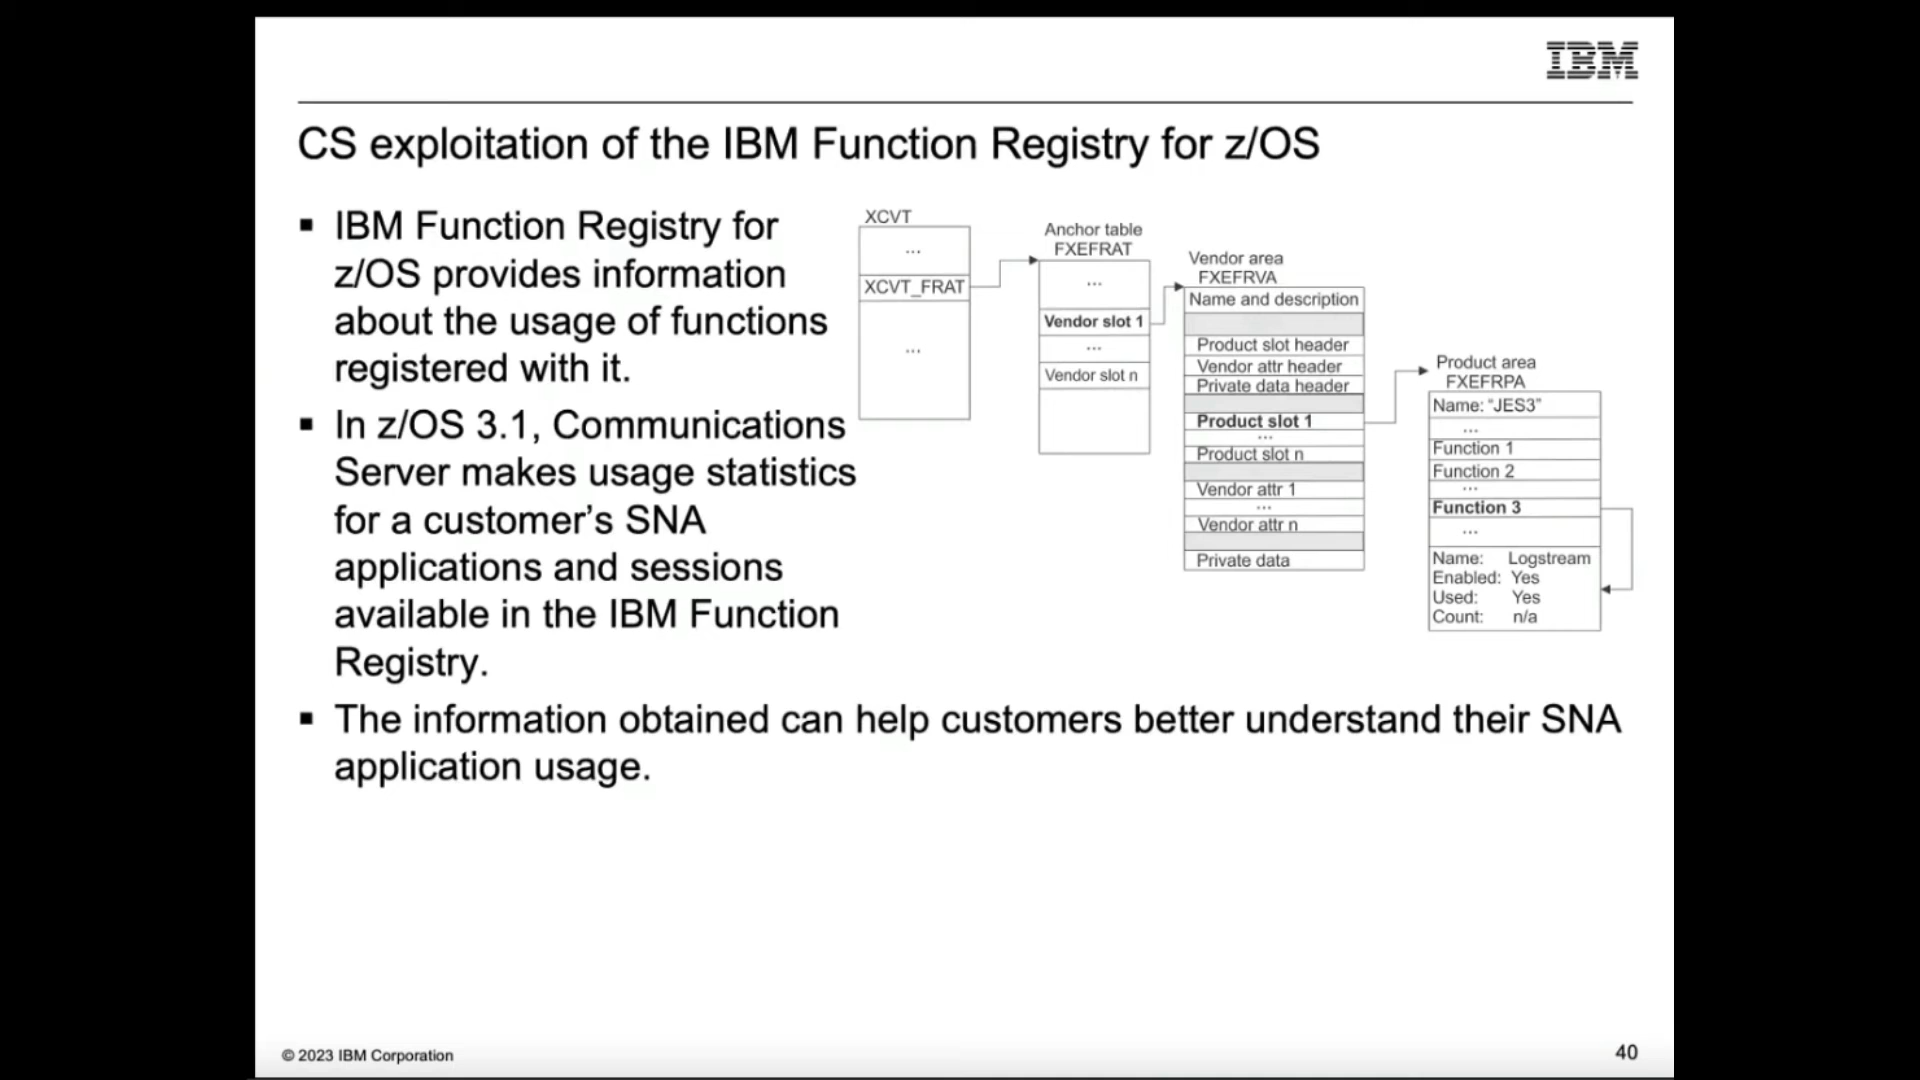 IBM
CS exploitation of the IBM Function Registry for z/OS
▪ IBM Function Registry for
z/OS provides information
about the usage of functions
registered with it.
▪ In z/OS 3.1, Communications
Server makes usage statistics
for a customer’s SNA
applications and sessions
available in the IBM Function
Registry.
▪ The information obtained can help customers better understand their SNA
application usage.
XCVT
...
XCVT_FRAT
...
Anchor table
FXEFRAT
...
Vendor slot 1
...
Vendor slot n
Vendor area
FXEFRVA
Name and description
Product slot header
Vendor attr header
Private data header
Product slot 1
...
Product slot n
Vendor attr 1
...
Vendor attr n
Private data
Product area
FXEFRPA
Name: “JES3”
...
Function 1
Function 2
...
Function 3
...
Name: Logstream
Enabled: Yes
Used: Yes
Count: n/a
© 2023 IBM Corporation
40